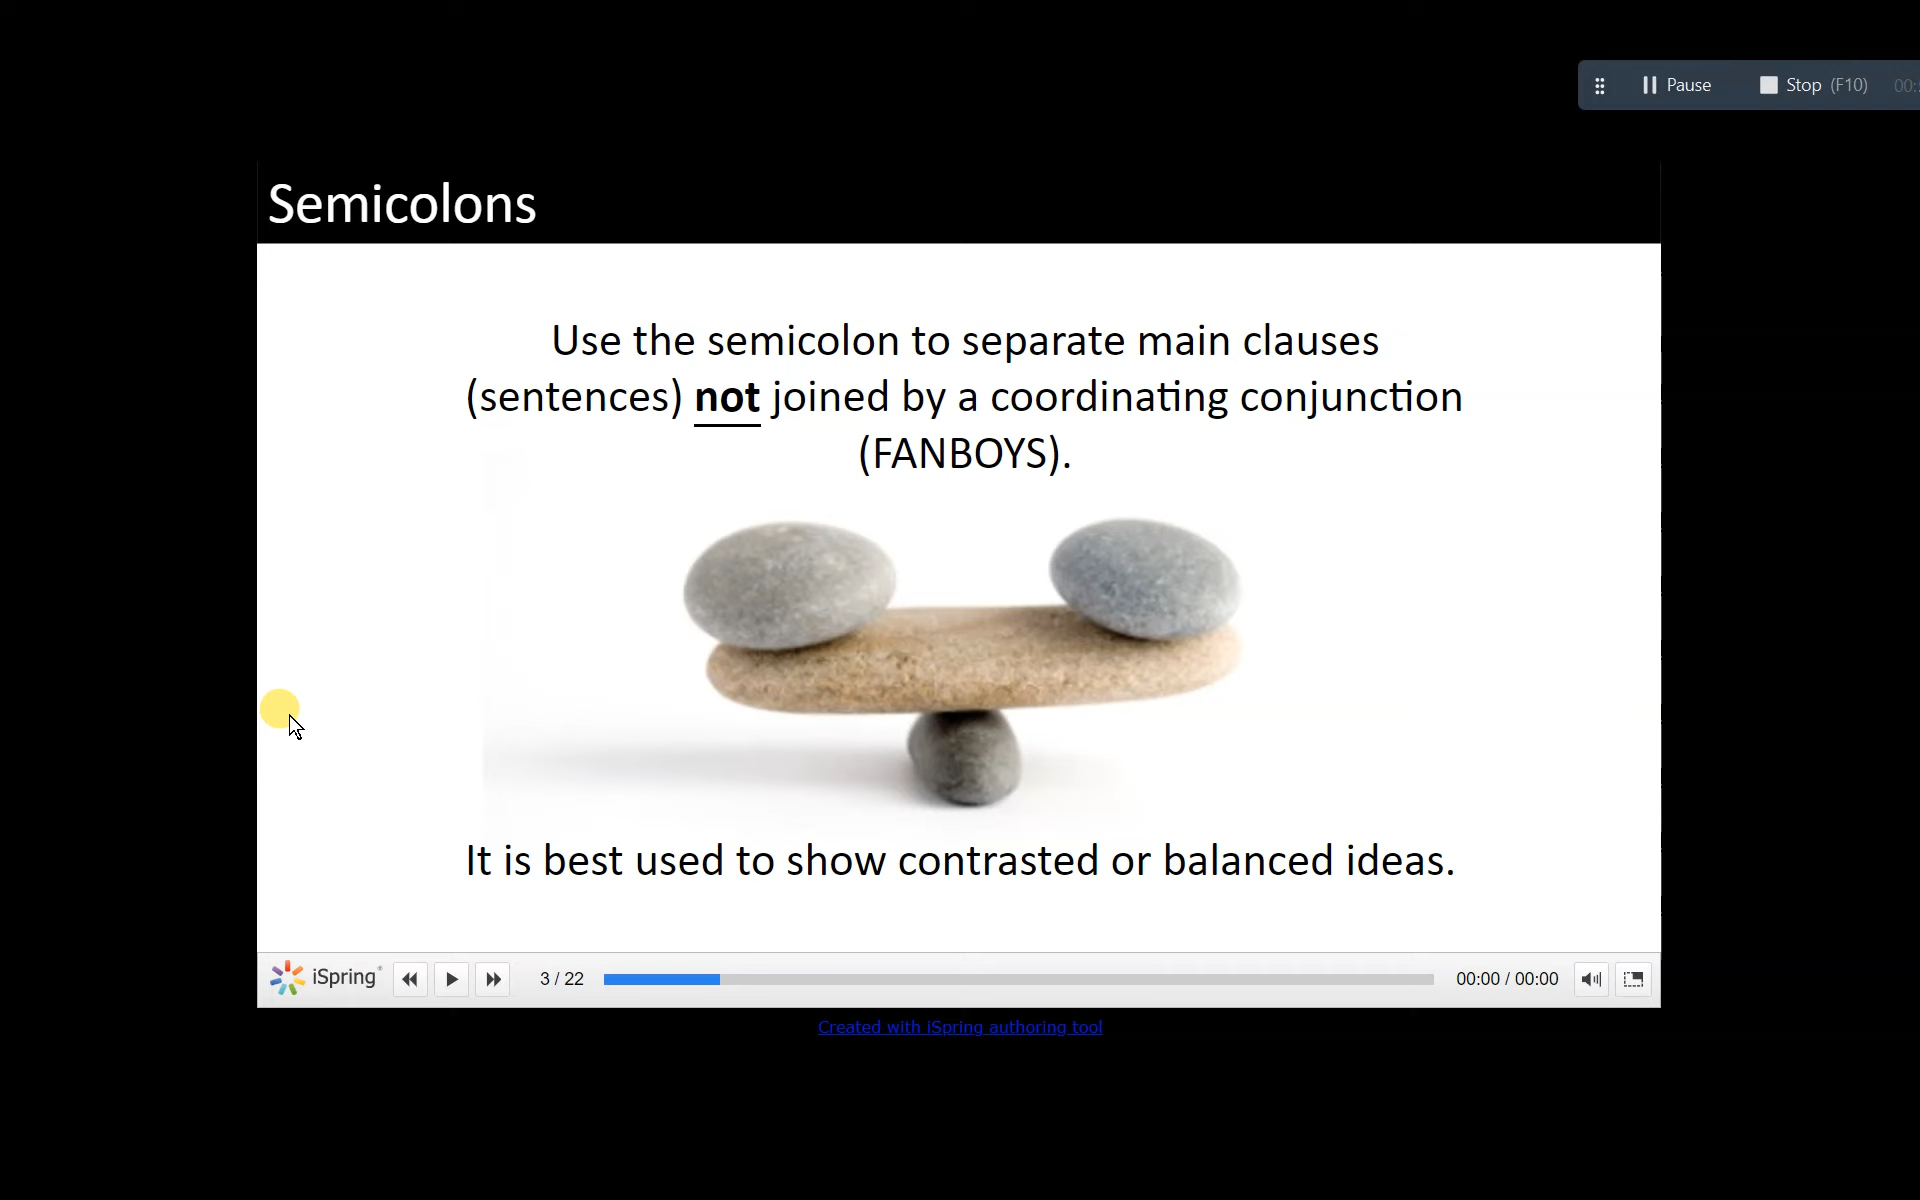 Pause Stop (F10) 00:
Semicolons
Use the semicolon to separate main clauses
(sentences) not joined by a coordinating conjunction
(FANBOYS).
It is best used to show contrasted or balanced ideas.
iSpring 3 / 22 00:00 / 00:00
Created with iSpring authoring tool